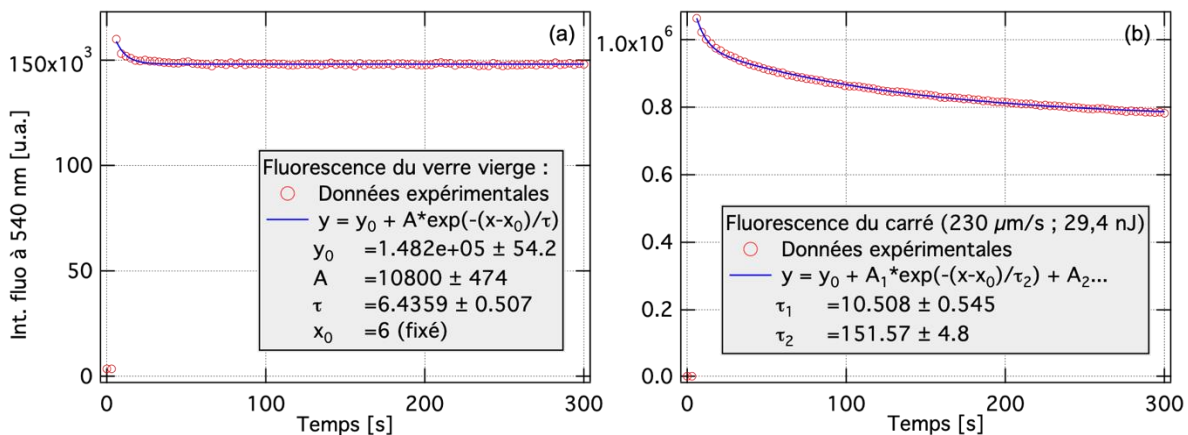 Int. fluo à 540 nm [u.a.]
150x10³
100
50
0
(a)
Fluorescence du verre vierge :
Données expérimentales
y = y₀ + A*exp(-(x-x₀)/τ)
y₀ =1.482e+05 ± 54.2
A =10800 ± 474
τ =6.4359 ± 0.507
x₀ =6 (fixé)
0 100 200 300
Temps [s]
1.0x10⁶
0.8
0.6
0.4
0.2
0.0
(b)
Fluorescence du carré (230 µm/s ; 29,4 nJ)
Données expérimentales
y = y₀ + A₁*exp(-(x-x₀)/τ₂) + A₂...
τ₁ =10.508 ± 0.545
τ₂ =151.57 ± 4.8
0 100 200 300
Temps [s]